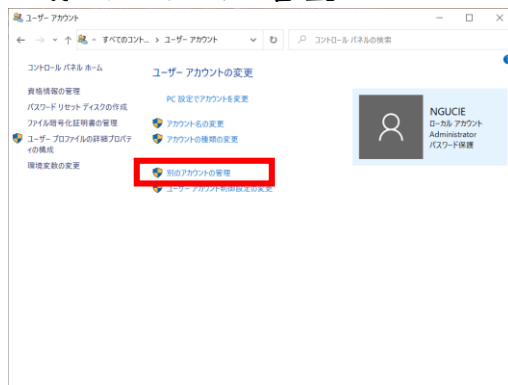 ユーザー アカウント
すべてのコント... > ユーザー アカウント
コントロール パネルの検索
コントロール パネル ホーム
資格情報の管理
パスワード リセット ディスクの作成
ファイル暗号化証明書の管理
ユーザー プロファイルの詳細プロパテ
ィの構成
環境変数の変更
ユーザー アカウントの変更
PC 設定でアカウントを変更
アカウント名の変更
アカウントの種類の変更
別のアカウントの管理
ユーザー アカウント制御設定の変更
NGUCIE
ローカル アカウント
Administrator
パスワード保護